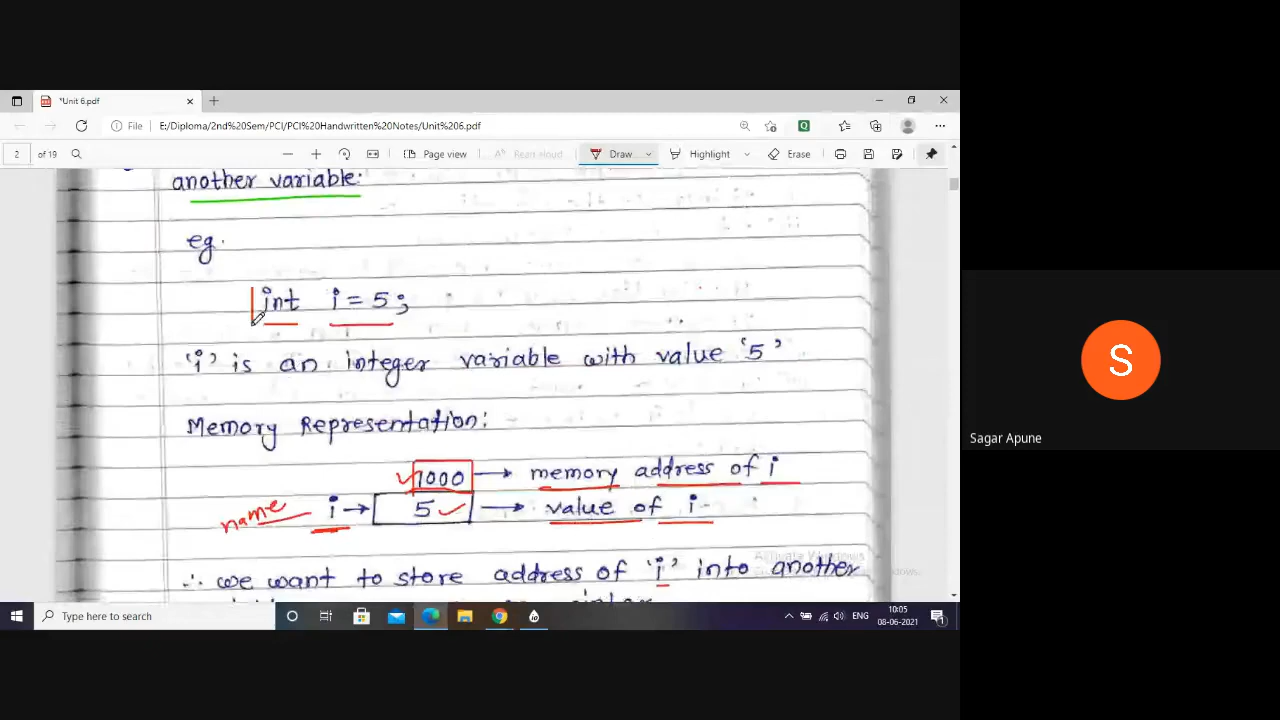 *Unit 6.pdf
File
E:/Diploma/2nd%20Sem/PCI/PCI%20Handwritten%20Notes/Unit%206.pdf
2 of 19
Page view
Read aloud
Draw
Highlight
Erase
another variable.
eg.
int i = 5;
'i' is an integer variable with value '5'
Memory Representation:
1000 → memory address of i
name i → 5 → value of i
Activate Windows
∴ we want to store address of 'i' into another
Type here to search
ENG
10:05
08-06-2021
1
S
Sagar Apune